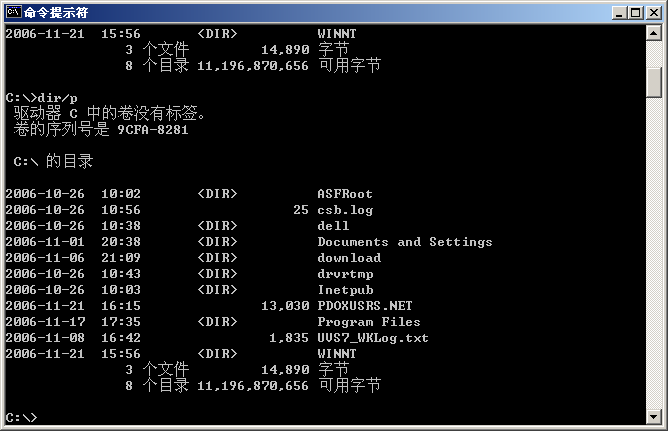 命令提示符
2006-11-21  15:56       <DIR>          WINNT
               3 个文件         14,890 字节
               8 个目录 11,196,870,656 可用字节
C:\>dir/p
 驱动器 C 中的卷没有标签。
 卷的序列号是 9CFA-8281
 C:\ 的目录
2006-10-26  10:02       <DIR>          ASFRoot
2006-10-26  10:56                   25 csb.log
2006-10-26  10:38       <DIR>          dell
2006-11-01  20:38       <DIR>          Documents and Settings
2006-11-06  21:09       <DIR>          download
2006-10-26  10:43       <DIR>          drvrtmp
2006-10-26  10:03       <DIR>          Inetpub
2006-11-21  16:15               13,030 PDOXUSRS.NET
2006-11-17  17:35       <DIR>          Program Files
2006-11-08  16:42                1,835 UVS7_WKLog.txt
2006-11-21  15:56       <DIR>          WINNT
               3 个文件         14,890 字节
               8 个目录 11,196,870,656 可用字节
C:\>